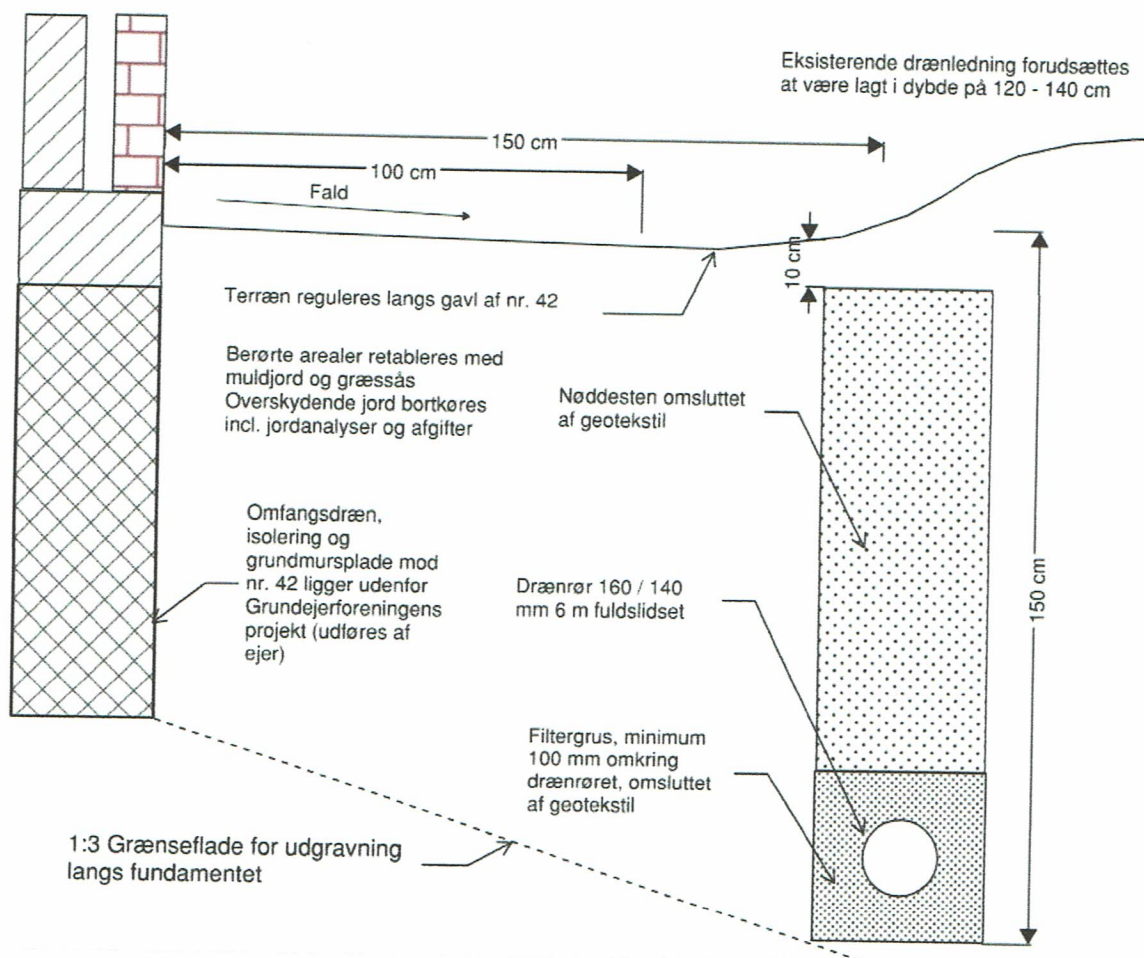 Eksisterende drænledning forudsættes
at være lagt i dybde på 120 - 140 cm
150 cm
100 cm
Fald
10 cm
Terræn reguleres langs gavl af nr. 42
Berørte arealer retableres med
muldjord og græssås
Overskydende jord bortkøres
incl. jordanalyser og afgifter
Nøddesten omsluttet
af geotekstil
Omfangsdræn,
isolering og
grundmursplade mod
nr. 42 ligger udenfor
Grundejerforeningens
projekt (udføres af
ejer)
Drænrør 160 / 140
mm 6 m fuldslidset
150 cm
Filtergrus, minimum
100 mm omkring
drænrøret, omsluttet
af geotekstil
1:3 Grænseflade for udgravning
langs fundamentet